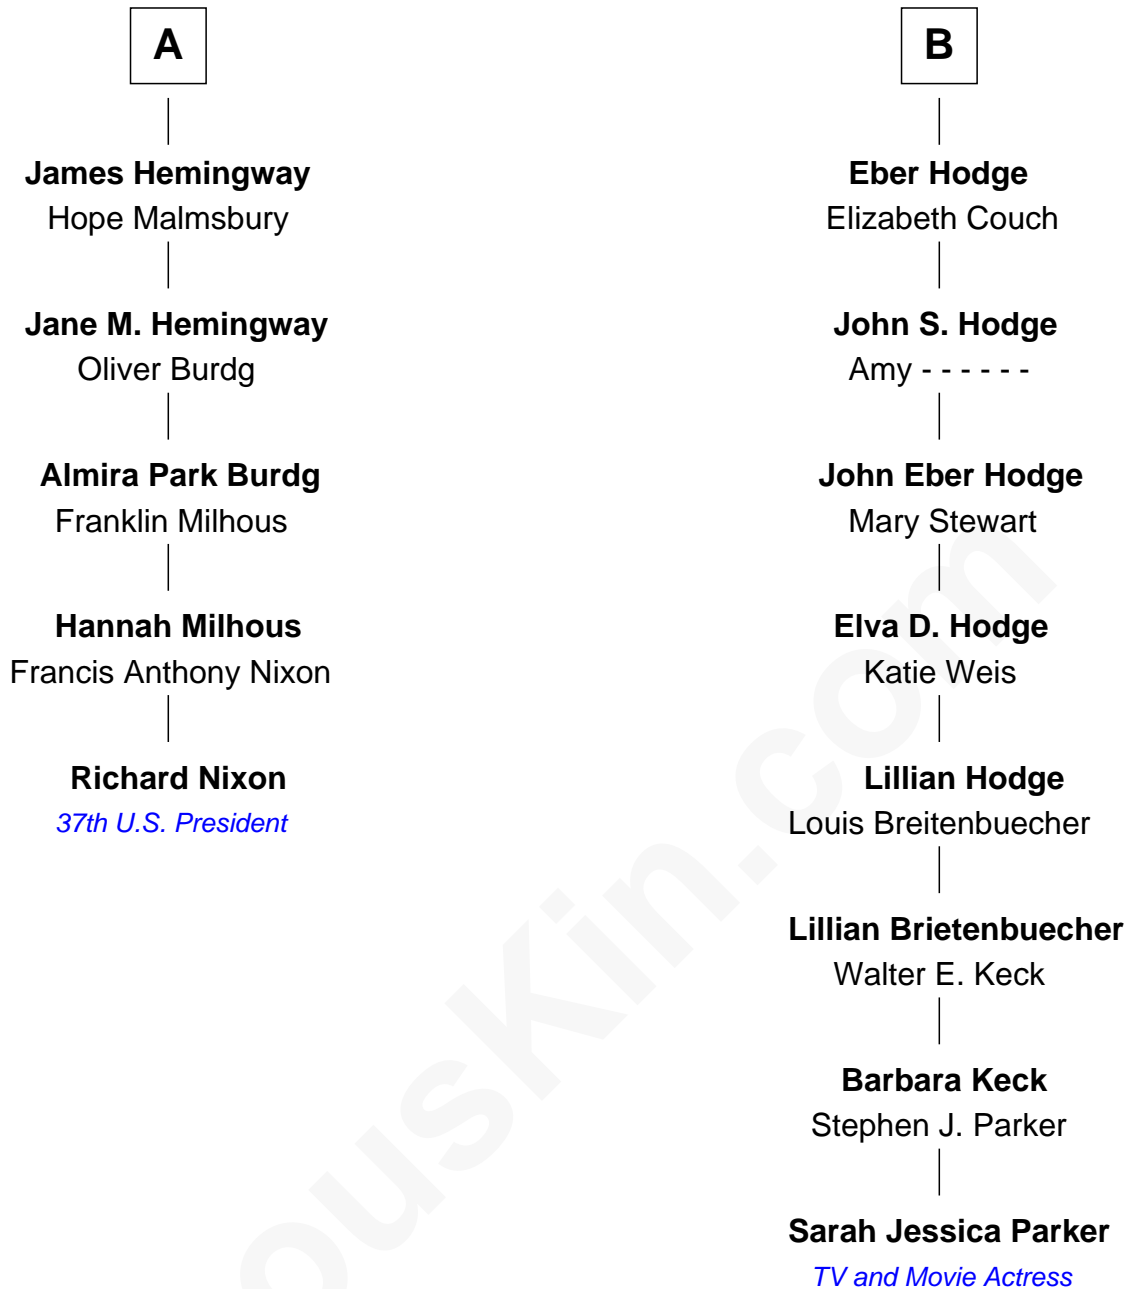 A
James Hemingway
Hope Malmsbury
Jane M. Hemingway
Oliver Burdg
Almira Park Burdg
Franklin Milhous
Hannah Milhous
Francis Anthony Nixon
Richard Nixon
37th U.S. President
B
Eber Hodge
Elizabeth Couch
John S. Hodge
Amy - - - - - -
John Eber Hodge
Mary Stewart
Elva D. Hodge
Katie Weis
Lillian Hodge
Louis Breitenbuecher
Lillian Brietenbuecher
Walter E. Keck
Barbara Keck
Stephen J. Parker
Sarah Jessica Parker
TV and Movie Actress
ousKin.com